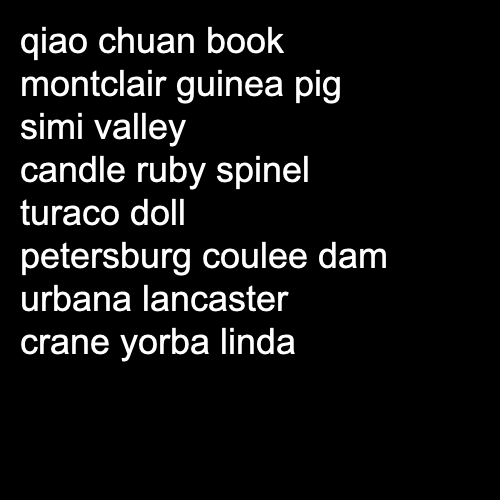 qiao chuan book
montclair guinea pig
simi valley
candle ruby spinel
turaco doll
petersburg coulee dam
urbana lancaster
crane yorba linda